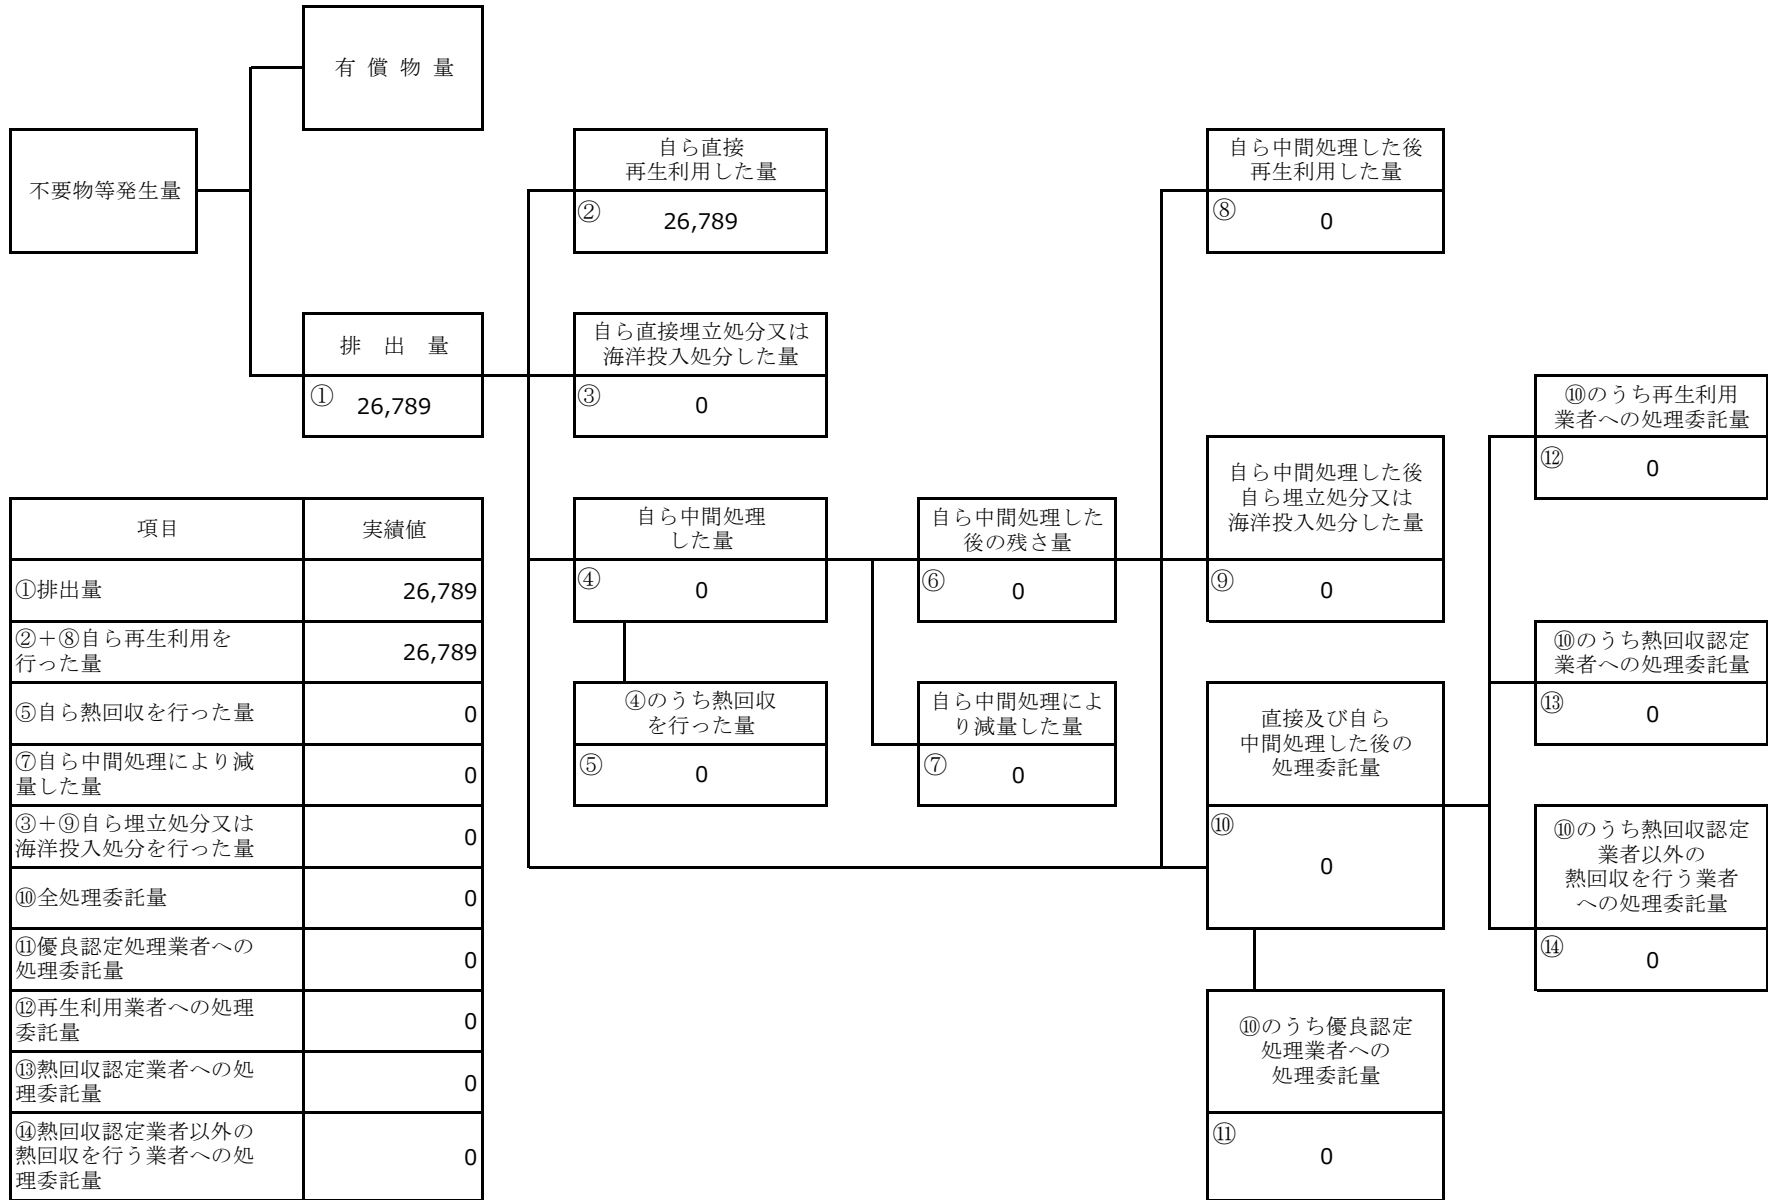 有 償 物 量
不要物等発生量
自ら直接
再生利用した量
② 26,789
自ら中間処理した後
再生利用した量
⑧ 0
排 出 量
① 26,789
自ら直接埋立処分又は
海洋投入処分した量
③ 0
⑩のうち再生利用
業者への処理委託量
⑫ 0
自ら中間処理した後
自ら埋立処分又は
海洋投入処分した量
⑨ 0
自ら中間処理
した量
④ 0
自ら中間処理した
後の残さ量
⑥ 0
⑩のうち熱回収認定
業者への処理委託量
⑬ 0
④のうち熱回収
を行った量
⑤ 0
自ら中間処理によ
り減量した量
⑦ 0
直接及び自ら
中間処理した後の
処理委託量
⑩ 0
⑩のうち熱回収認定
業者以外の
熱回収を行う業者
への処理委託量
⑭ 0
⑩のうち優良認定
処理業者への
処理委託量
⑪ 0
項目 実績値
①排出量 26,789
②＋⑧自ら再生利用を
行った量 26,789
⑤自ら熱回収を行った量 0
⑦自ら中間処理により減
量した量 0
③＋⑨自ら埋立処分又は
海洋投入処分を行った量 0
⑩全処理委託量 0
⑪優良認定処理業者への
処理委託量 0
⑫再生利用業者への処理
委託量 0
⑬熱回収認定業者への処
理委託量 0
⑭熱回収認定業者以外の
熱回収を行う業者への処
理委託量 0